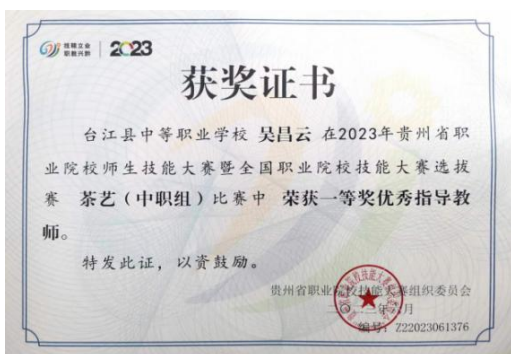 技耀立业
职教兴黔
2023
获奖证书
台江县中等职业学校 吴昌云 在2023年贵州省职
业院校师生技能大赛暨全国职业院校技能大赛选拔
赛 茶艺（中职组）比赛中 荣获一等奖优秀指导教
师。
特发此证，以资鼓励。
贵州省职业院校技能大赛组织委员会
编号：Z22023061376